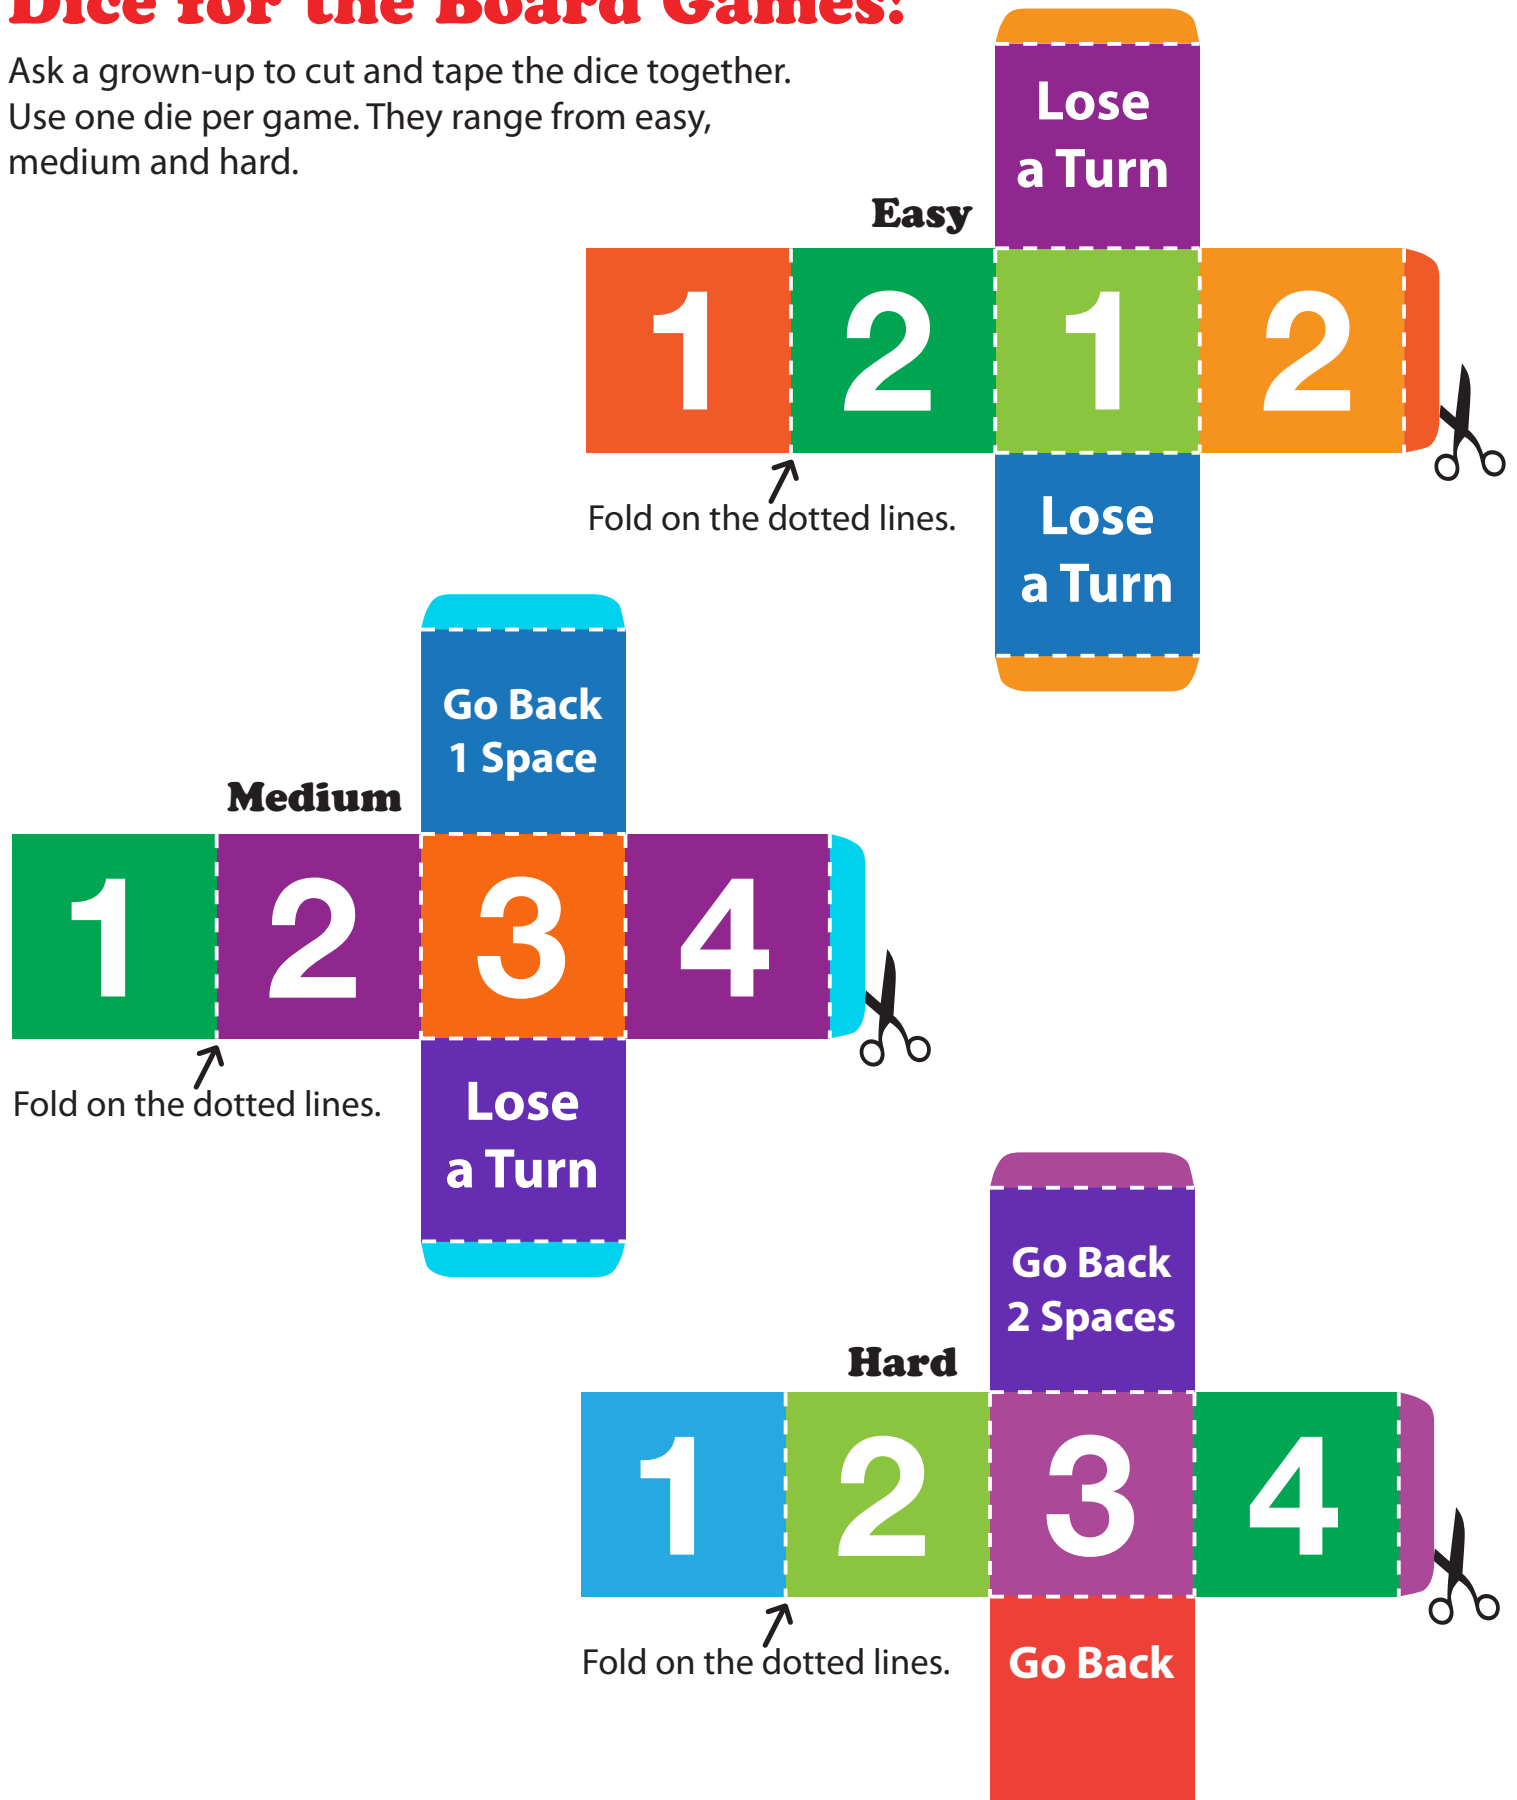 Dice for the Board Games!
Ask a grown-up to cut and tape the dice together.
Use one die per game. They range from easy,
medium and hard.
Lose
a Turn
Easy
1 2 1 2
Fold on the dotted lines.
Lose
a Turn
Go Back
1 Space
Medium
1 2 3 4
Fold on the dotted lines.
Lose
a Turn
Go Back
2 Spaces
Hard
1 2 3 4
Fold on the dotted lines.
Go Back